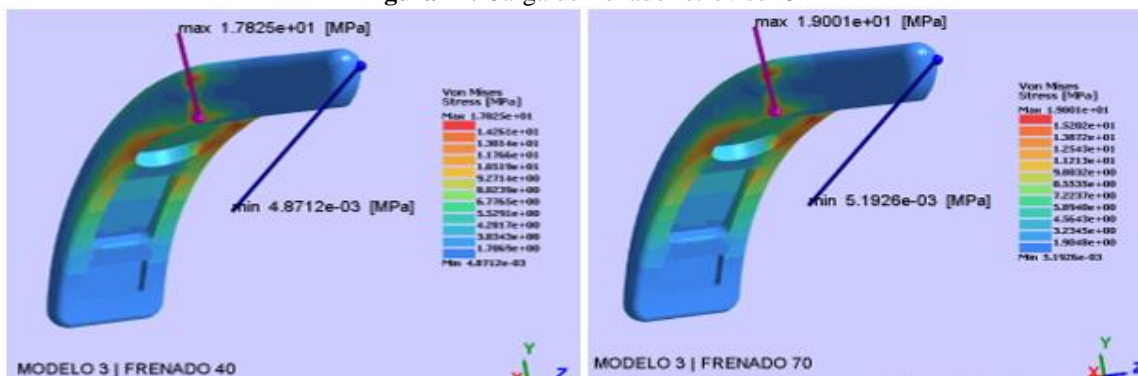 max 1.7825e+01 [MPa]
Von Mises
Stress [MPa]
Max 1.7825e+01
1.4261e+01
1.3014e+01
1.1766e+01
1.0519e+01
9.2714e+00
8.0239e+00
6.7765e+00
5.5291e+00
4.2817e+00
3.0343e+00
1.7869e+00
Min 4.8712e-03
min 4.8712e-03 [MPa]
MODELO 3 | FRENADO 40
Y
X
Z
max 1.9001e+01 [MPa]
Von Mises
Stress [MPa]
Max 1.9001e+01
1.5202e+01
1.3872e+01
1.2543e+01
1.1213e+01
9.8832e+00
8.5535e+00
7.2237e+00
5.8940e+00
4.5643e+00
3.2345e+00
1.9048e+00
Min 5.1926e-03
min 5.1926e-03 [MPa]
MODELO 3 | FRENADO 70
Y
X
Z